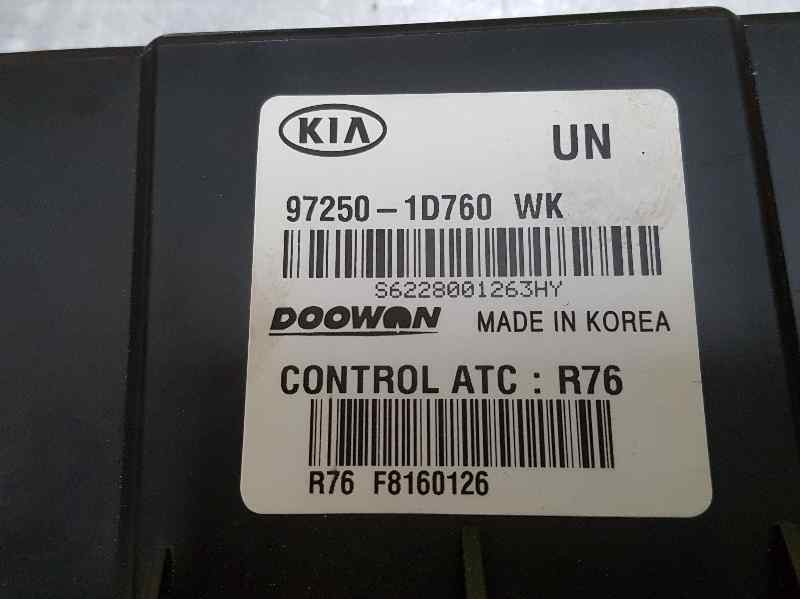 KIA UN
97250-1D760 WK
S6228001263HY
DOOWON MADE IN KOREA
CONTROL ATC : R76
R76 F8160126